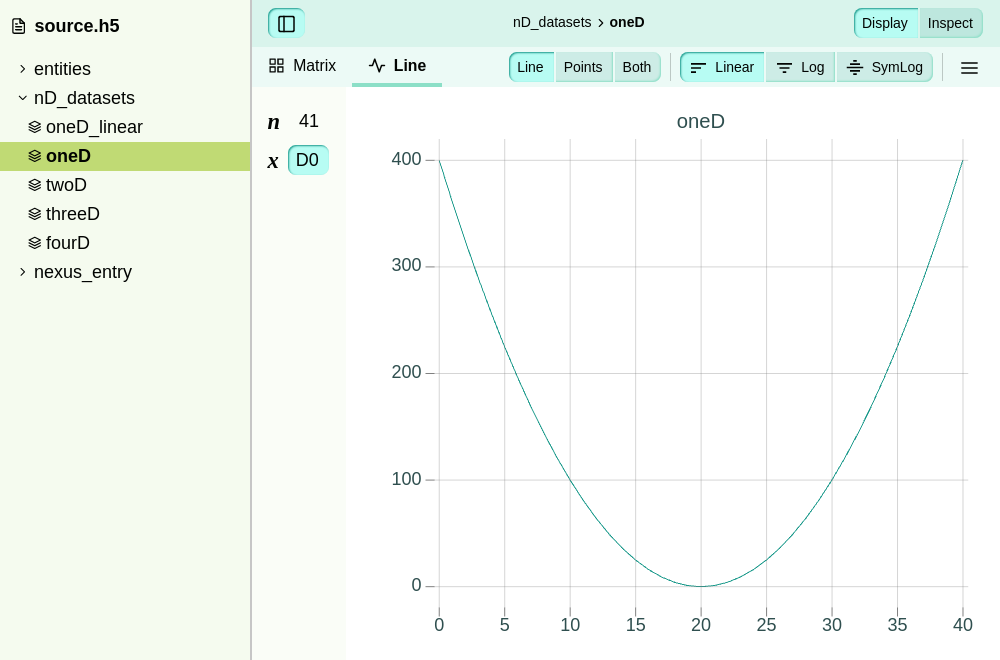 source.h5
entities
nD_datasets
oneD_linear
oneD
twoD
threeD
fourD
nexus_entry
nD_datasets › oneD
Display Inspect
Matrix Line
Line Points Both
Linear Log SymLog
n 41
x D0
oneD
400
300
200
100
0
0 5 10 15 20 25 30 35 40